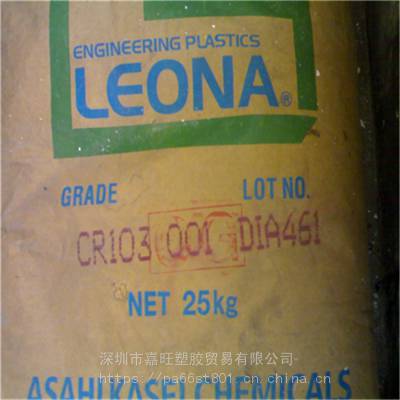 ENGINEERING PLASTICS
LEONA®
GRADE LOT NO.
CR103 001 DIA461
NET 25kg
深圳市嘉旺塑胶贸易有限公司
https://pa66st801.cn.china.cn/
ASAHI KASEI CHEMICALS